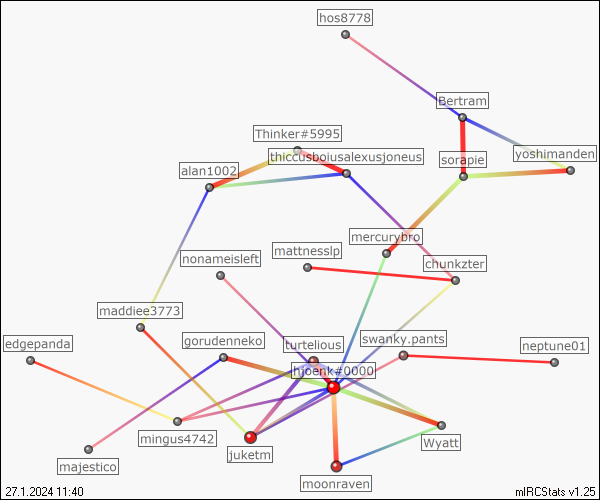 hos8778
Bertram
Thinker#5995
thiccusboiusalexusjoneus
sorapie
yoshimanden
alan1002
mercurybro
mattnesslp
nonameisleft
chunkzter
maddiee3773
gorudenneko
turtelious
swanky.pants
edgepanda
neptune01
hjoenk#0000
mingus4742
Wyatt
juketm
majestico
moonraven
27.1.2024 11:40
mIRCStats v1.25